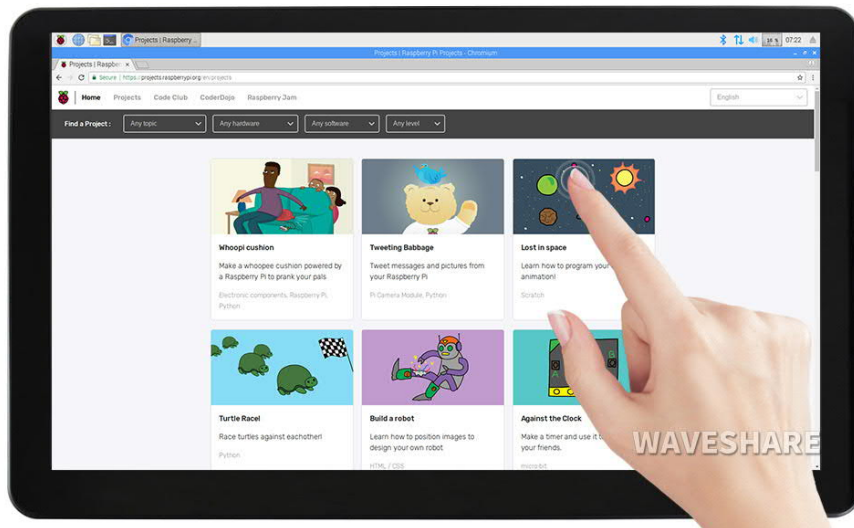 Projects | Raspberry ...
16 %
07:22
Projects | Raspberry Pi Projects - Chromium
Projects | Raspber
Secure | https://projects.raspberrypi.org/en/projects
Home Projects Code Club CoderDojo Raspberry Jam
English
Find a Project :
Any topic
Any hardware
Any software
Any level
Whoopi cushion
Make a whoopee cushion powered by
a Raspberry Pi to prank your pals
Electronic components, Raspberry Pi,
Python
Tweeting Babbage
Tweet messages and pictures from
your Raspberry Pi
Pi Camera Module, Python
Lost in space
Learn how to program your
animation!
Scratch
Turtle Race!
Race turtles against eachother!
Python
Build a robot
Learn how to position images to
design your own robot
HTML / CSS
A
B
Against the Clock
Make a timer and use it t
your friends.
micro:bit
WAVESHARE